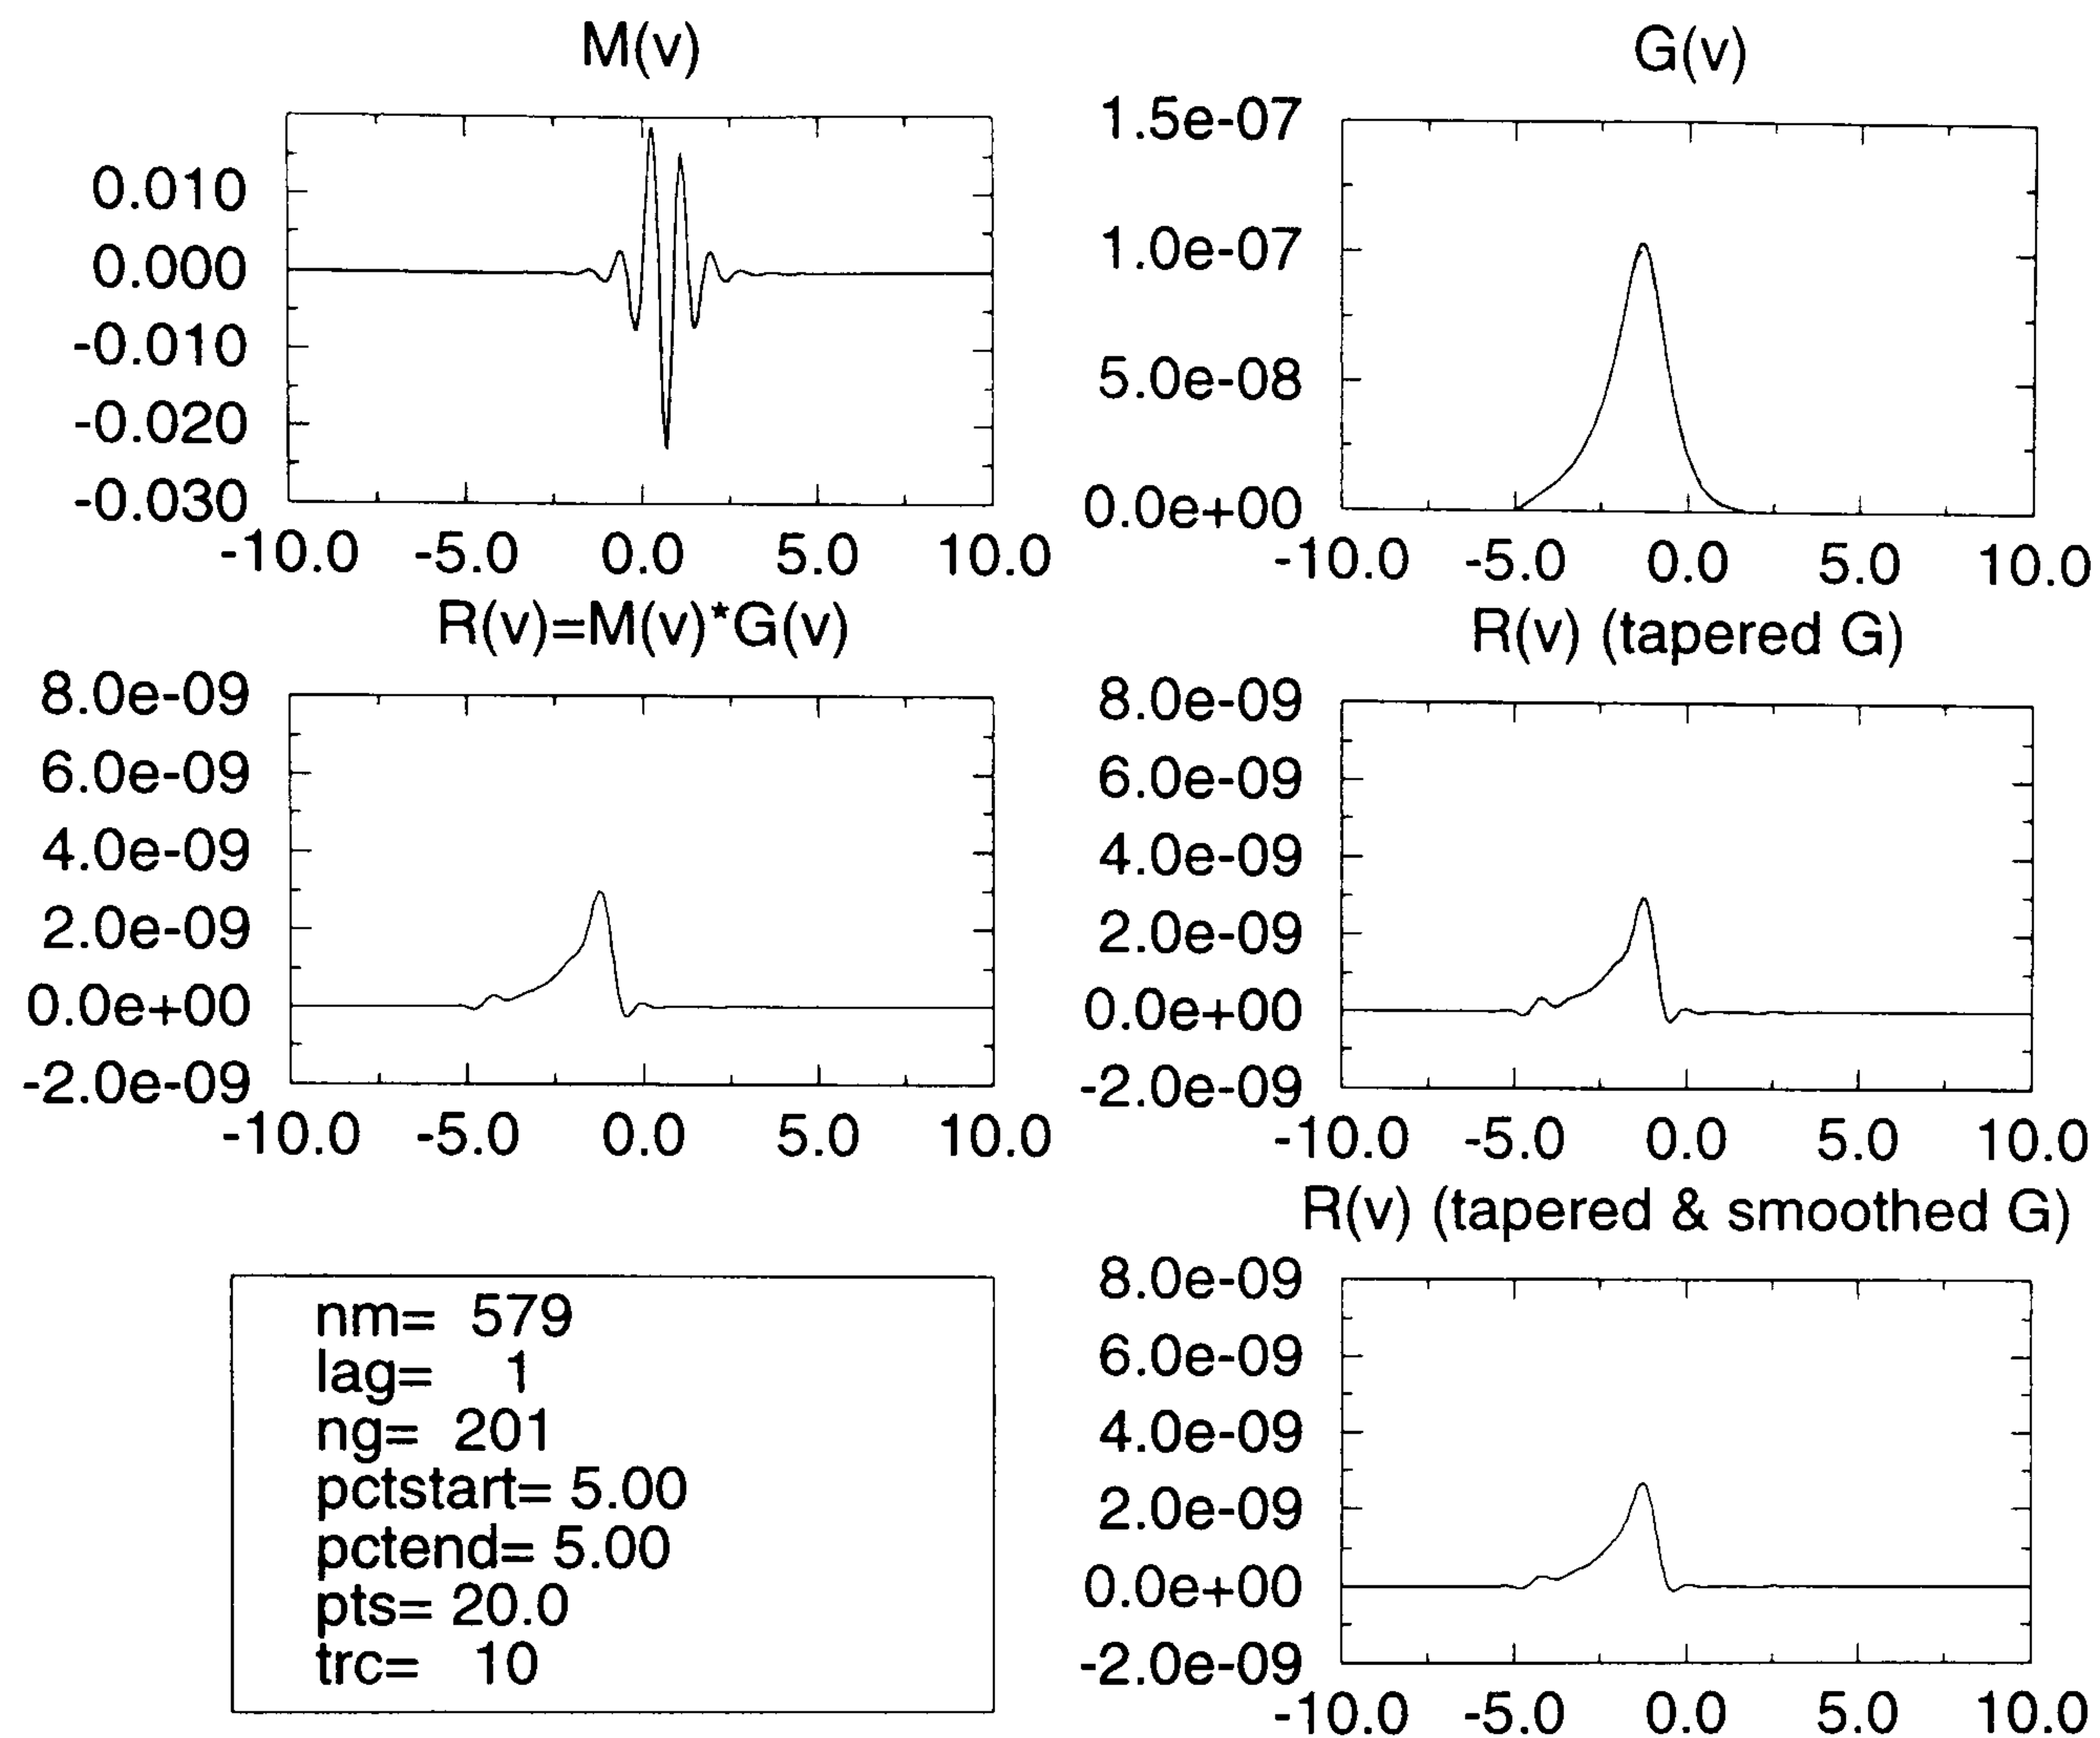 M(v)
0.010
0.000
-0.010
-0.020
-0.030
-10.0 -5.0 0.0 5.0 10.0
G(v)
1.5e-07
1.0e-07
5.0e-08
0.0e+00
-10.0 -5.0 0.0 5.0 10.0
R(v)=M(v)*G(v)
8.0e-09
6.0e-09
4.0e-09
2.0e-09
0.0e+00
-2.0e-09
-10.0 -5.0 0.0 5.0 10.0
R(v) (tapered G)
8.0e-09
6.0e-09
4.0e-09
2.0e-09
0.0e+00
-2.0e-09
-10.0 -5.0 0.0 5.0 10.0
nm= 579
lag= 1
ng= 201
pctstart= 5.00
pctend= 5.00
pts= 20.0
trc= 10
R(v) (tapered & smoothed G)
8.0e-09
6.0e-09
4.0e-09
2.0e-09
0.0e+00
-2.0e-09
-10.0 -5.0 0.0 5.0 10.0